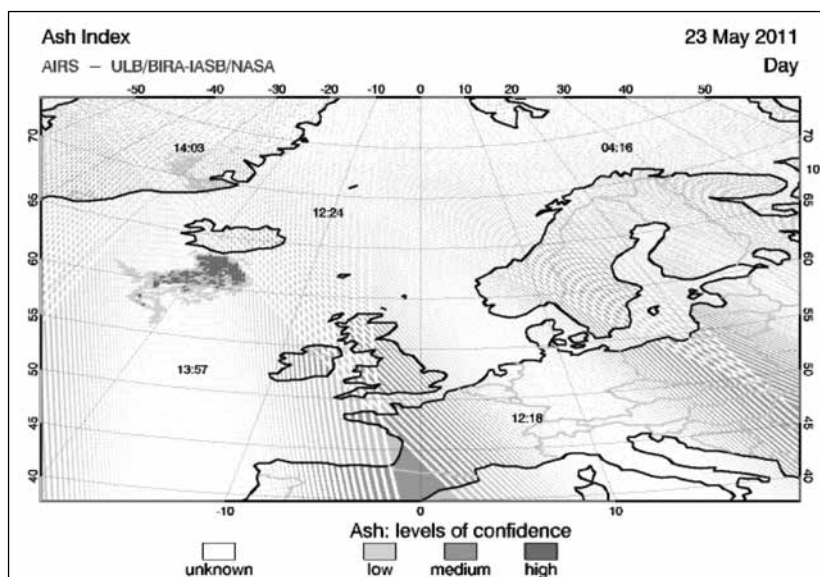 Ash Index 23 May 2011
AIRS – ULB/BIRA-IASB/NASA Day
-50 -40 -30 -20 -10 0 10 20 30 40 50
70 14:03 04:16 70
10
65 12:24 65
60 60
55 55
50 13:57 50
45 12:18 45
40 40
-10 0 10
Ash: levels of confidence
unknown low medium high